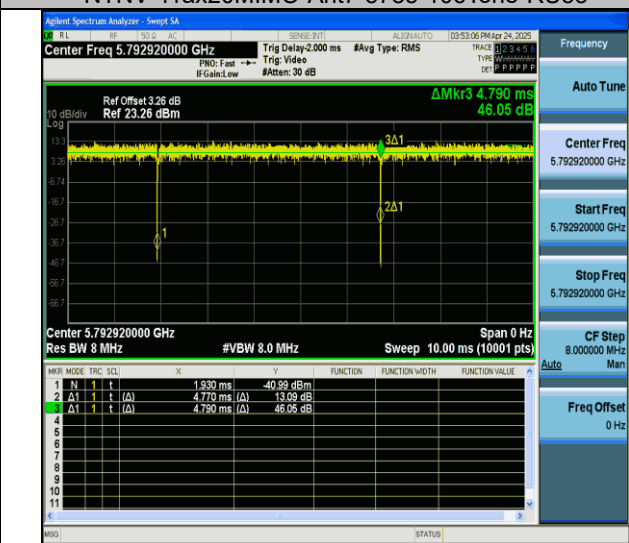 Agilent Spectrum Analyzer - Swept SA
RL RF 50 Ω AC SENSE:INT ALIGNAUTO 03:53:06 PM Apr 24, 2025
Center Freq 5.792920000 GHz Trig Delay-2.000 ms #Avg Type: RMS TRACE 1 2 3 4 5 6
PNO: Fast Trig: Video TYPE
IFGain:Low #Atten: 30 dB DET P P P P P P
Frequency
Auto Tune
Center Freq
5.792920000 GHz
Start Freq
5.792920000 GHz
Stop Freq
5.792920000 GHz
CF Step
8.000000 MHz
Auto Man
Freq Offset
0 Hz
ΔMkr3 4.790 ms
46.05 dB
Ref Offset 3.26 dB
10 dB/div Ref 23.26 dBm
Log
13.3
3.26
-6.74
-16.7
-26.7
-36.7
-46.7
-56.7
-66.7
3Δ1
2Δ1
1
Center 5.792920000 GHz Span 0 Hz
Res BW 8 MHz #VBW 8.0 MHz Sweep 10.00 ms (10001 pts)
MKR MODE TRC SCL X Y FUNCTION FUNCTION WIDTH FUNCTION VALUE
1 N 1 t 1.930 ms -40.99 dBm
2 Δ1 1 t (Δ) 4.770 ms (Δ) 13.09 dB
3 Δ1 1 t (Δ) 4.790 ms (Δ) 46.05 dB
4
5
6
7
8
9
10
11
MSG STATUS